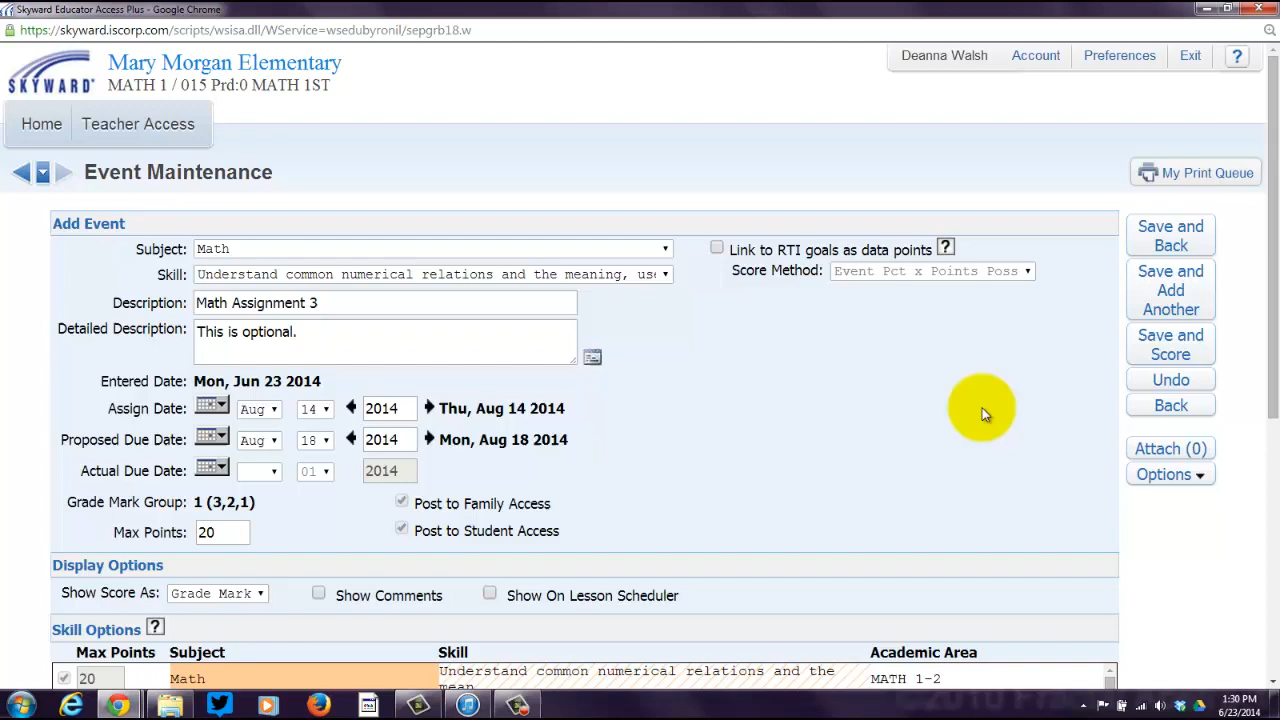 Skyward Educator Access Plus - Google Chrome
https://skyward.iscorp.com/scripts/wsisa.dll/WService=wsedubyronil/sepgrb18.w
SKYWARD
Mary Morgan Elementary
MATH 1 / 015 Prd:0 MATH 1ST
Deanna Walsh Account Preferences Exit ?
Home Teacher Access
Event Maintenance
My Print Queue
Add Event
Subject: Math
Link to RTI goals as data points ?
Skill: Understand common numerical relations and the meaning, us
Score Method: Event Pct x Points Poss
Description: Math Assignment 3
Detailed Description: This is optional.
Entered Date: Mon, Jun 23 2014
Assign Date: Aug 14 2014 Thu, Aug 14 2014
Proposed Due Date: Aug 18 2014 Mon, Aug 18 2014
Actual Due Date: 01 2014
Grade Mark Group: 1 (3,2,1)
Post to Family Access
Max Points: 20
Post to Student Access
Save and Back
Save and Add Another
Save and Score
Undo
Back
Attach (0)
Options
Display Options
Show Score As: Grade Mark Show Comments Show On Lesson Scheduler
Skill Options ?
Max Points Subject Skill Academic Area
20 Math Understand common numerical relations and the mean MATH 1-2
1:30 PM
6/23/2014